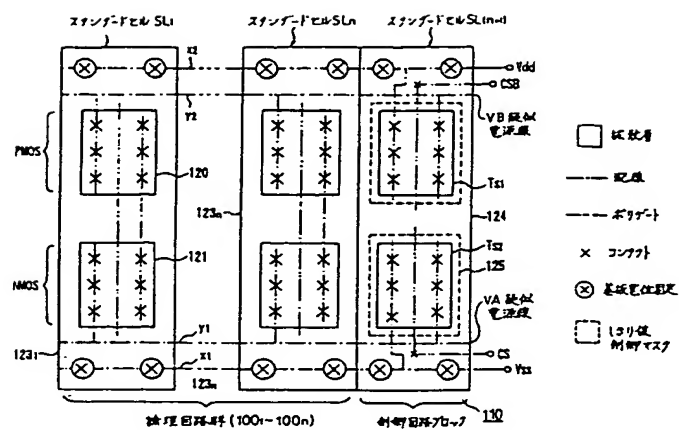 スタンダードセルSL1
スタンダードセルSLn
スタンダードセルSL(n+1)
X2
Vdd
CSB
Y2
VB 疑似
電源線
PMOS
120
123n
Ts1
124
拡散層
配線
ポリゲート
コンタクト
基板電位固定
しきい値
制御マスク
NMOS
121
Ts2
125
VA 疑似
電源線
Y1
X1
1231
123n
CS
Vss
論理回路群(1001~100n)
制御回路ブロック
110